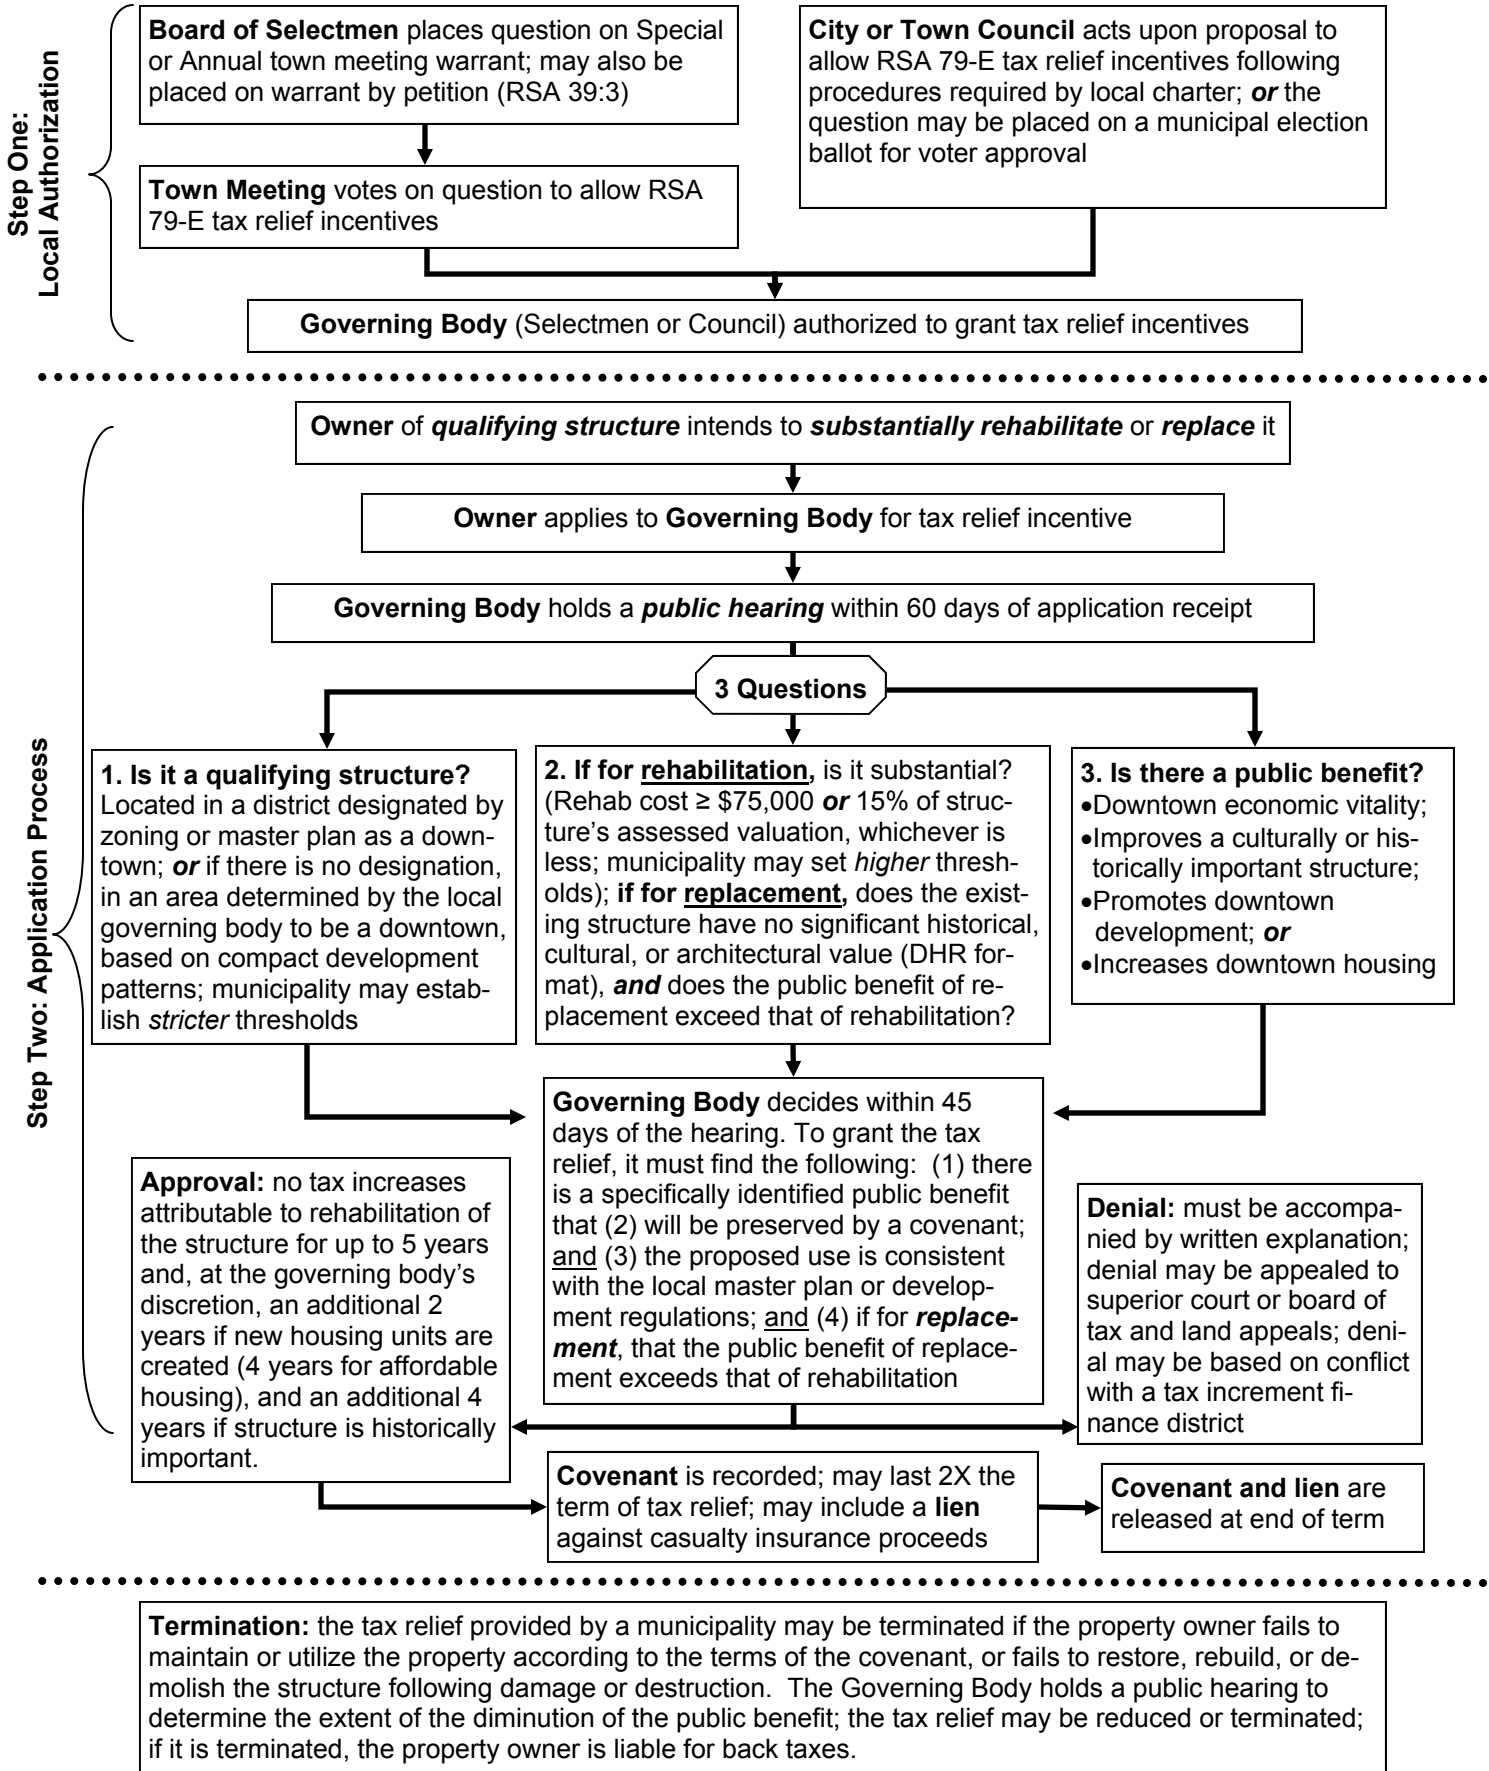 Step One:
Local Authorization
Board of Selectmen places question on Special
or Annual town meeting warrant; may also be
placed on warrant by petition (RSA 39:3)
City or Town Council acts upon proposal to
allow RSA 79-E tax relief incentives following
procedures required by local charter; or the
question may be placed on a municipal election
ballot for voter approval
Town Meeting votes on question to allow RSA
79-E tax relief incentives
Governing Body (Selectmen or Council) authorized to grant tax relief incentives
Step Two: Application Process
Owner of qualifying structure intends to substantially rehabilitate or replace it
Owner applies to Governing Body for tax relief incentive
Governing Body holds a public hearing within 60 days of application receipt
3 Questions
1. Is it a qualifying structure?
Located in a district designated by
zoning or master plan as a down-
town; or if there is no designation,
in an area determined by the local
governing body to be a downtown,
based on compact development
patterns; municipality may estab-
lish stricter thresholds
2. If for rehabilitation, is it substantial?
(Rehab cost ≥ $75,000 or 15% of struc-
ture's assessed valuation, whichever is
less; municipality may set higher thresh-
olds); if for replacement, does the exist-
ing structure have no significant historical,
cultural, or architectural value (DHR for-
mat), and does the public benefit of re-
placement exceed that of rehabilitation?
3. Is there a public benefit?
•Downtown economic vitality;
•Improves a culturally or his-
torically important structure;
•Promotes downtown
development; or
•Increases downtown housing
Governing Body decides within 45
days of the hearing. To grant the tax
relief, it must find the following: (1) there
is a specifically identified public benefit
that (2) will be preserved by a covenant;
and (3) the proposed use is consistent
with the local master plan or develop-
ment regulations; and (4) if for replace-
ment, that the public benefit of replace-
ment exceeds that of rehabilitation
Approval: no tax increases
attributable to rehabilitation of
the structure for up to 5 years
and, at the governing body's
discretion, an additional 2
years if new housing units are
created (4 years for affordable
housing), and an additional 4
years if structure is historically
important.
Denial: must be accompa-
nied by written explanation;
denial may be appealed to
superior court or board of
tax and land appeals; deni-
al may be based on conflict
with a tax increment fi-
nance district
Covenant is recorded; may last 2X the
term of tax relief; may include a lien
against casualty insurance proceeds
Covenant and lien are
released at end of term
Termination: the tax relief provided by a municipality may be terminated if the property owner fails to
maintain or utilize the property according to the terms of the covenant, or fails to restore, rebuild, or de-
molish the structure following damage or destruction. The Governing Body holds a public hearing to
determine the extent of the diminution of the public benefit; the tax relief may be reduced or terminated;
if it is terminated, the property owner is liable for back taxes.